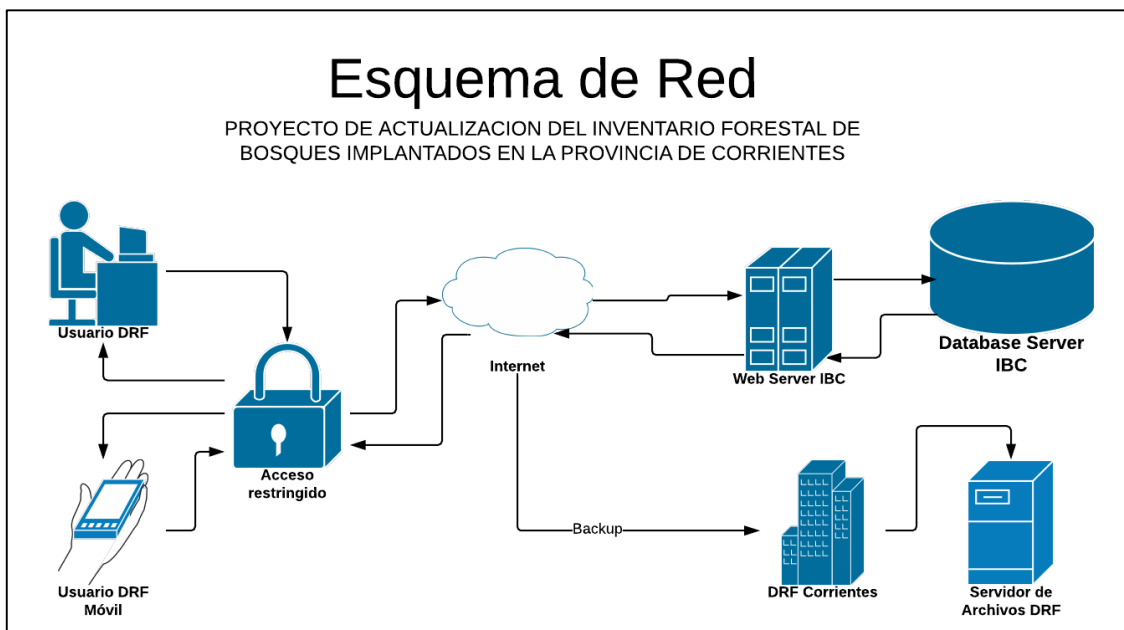 Esquema de Red
PROYECTO DE ACTUALIZACION DEL INVENTARIO FORESTAL DE
BOSQUES IMPLANTADOS EN LA PROVINCIA DE CORRIENTES
Usuario DRF
Internet
Web Server IBC
Database Server
IBC
Acceso
restringido
Backup
Usuario DRF
Móvil
DRF Corrientes
Servidor de
Archivos DRF